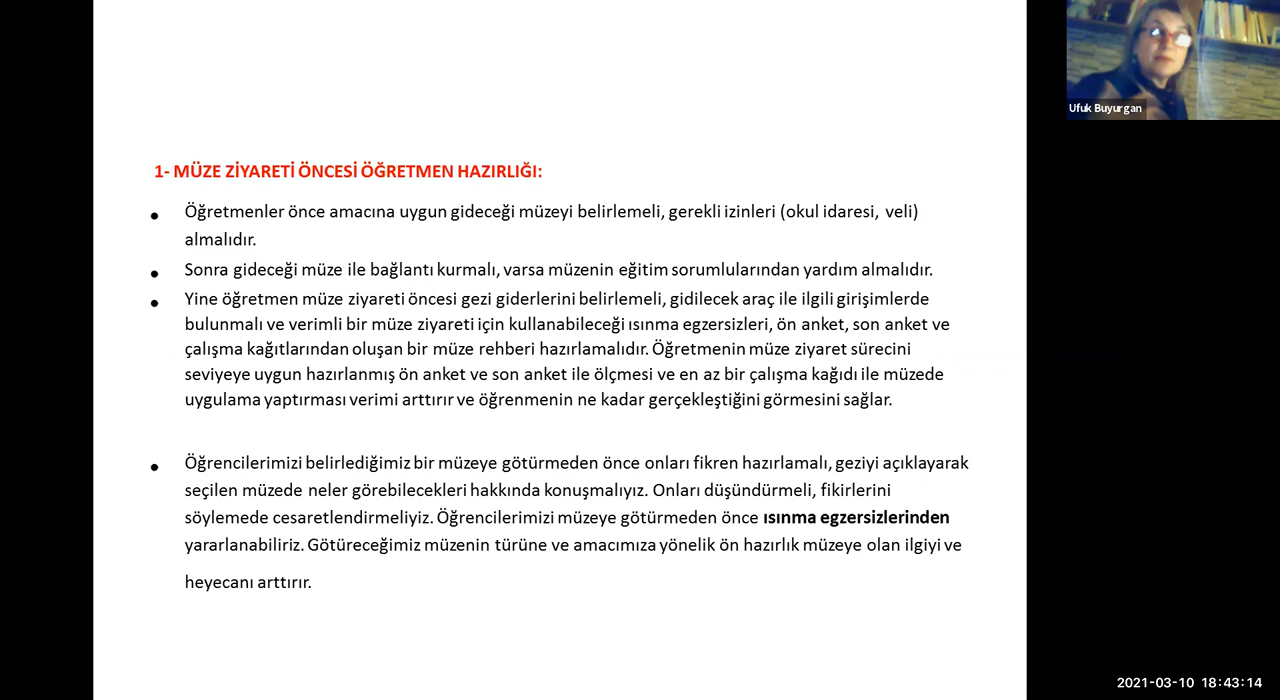 Ufuk Buyurgan
1- MÜZE ZİYARETİ ÖNCESİ ÖĞRETMEN HAZIRLIĞI:
• Öğretmenler önce amacına uygun gideceği müzeyi belirlemeli, gerekli izinleri (okul idaresi, veli)
almalıdır.
• Sonra gideceği müze ile bağlantı kurmalı, varsa müzenin eğitim sorumlularından yardım almalıdır.
• Yine öğretmen müze ziyareti öncesi gezi giderlerini belirlemeli, gidilecek araç ile ilgili girişimlerde
bulunmalı ve verimli bir müze ziyareti için kullanabileceği ısınma egzersizleri, ön anket, son anket ve
çalışma kağıtlarından oluşan bir müze rehberi hazırlamalıdır. Öğretmenin müze ziyaret sürecini
seviyeye uygun hazırlanmış ön anket ve son anket ile ölçmesi ve en az bir çalışma kağıdı ile müzede
uygulama yaptırması verimi arttırır ve öğrenmenin ne kadar gerçekleştiğini görmesini sağlar.
• Öğrencilerimizi belirlediğimiz bir müzeye götürmeden önce onları fikren hazırlamalı, geziyi açıklayarak
seçilen müzede neler görebilecekleri hakkında konuşmalıyız. Onları düşündürmeli, fikirlerini
söylemede cesaretlendirmeliyiz. Öğrencilerimizi müzeye götürmeden önce ısınma egzersizlerinden
yararlanabiliriz. Götüreceğimiz müzenin türüne ve amacımıza yönelik ön hazırlık müzeye olan ilgiyi ve
heyecanı arttırır.
2021-03-10 18:43:14